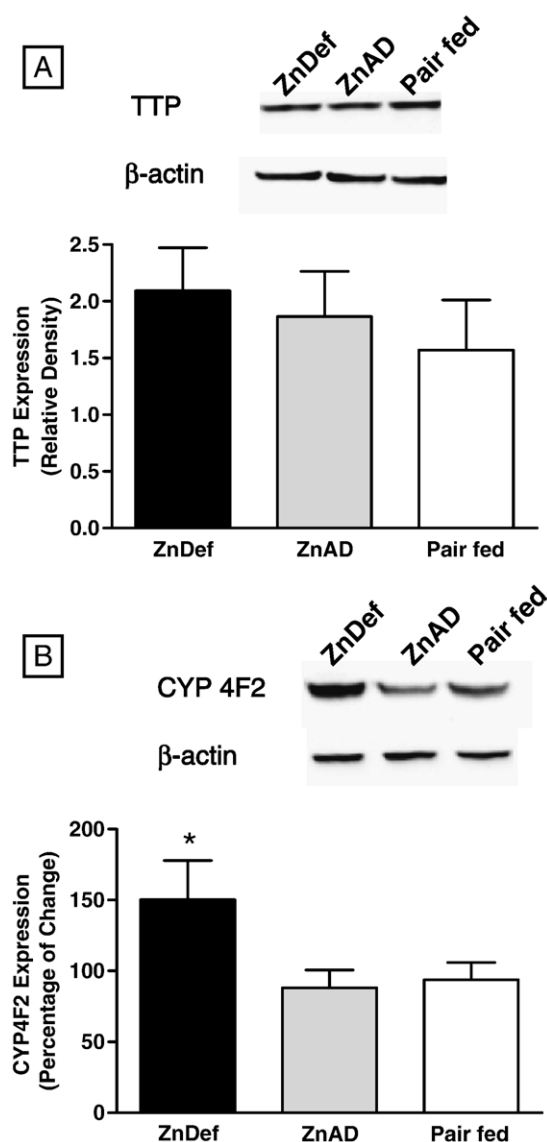 A
ZnDef ZnAD Pair fed
TTP
β-actin
TTP Expression
(Relative Density)
2.5
2.0
1.5
1.0
0.5
0.0
ZnDef ZnAD Pair fed
B
ZnDef ZnAD Pair fed
CYP 4F2
β-actin
CYP4F2 Expression
(Percentage of Change)
200
150
100
50
0
*
ZnDef ZnAD Pair fed